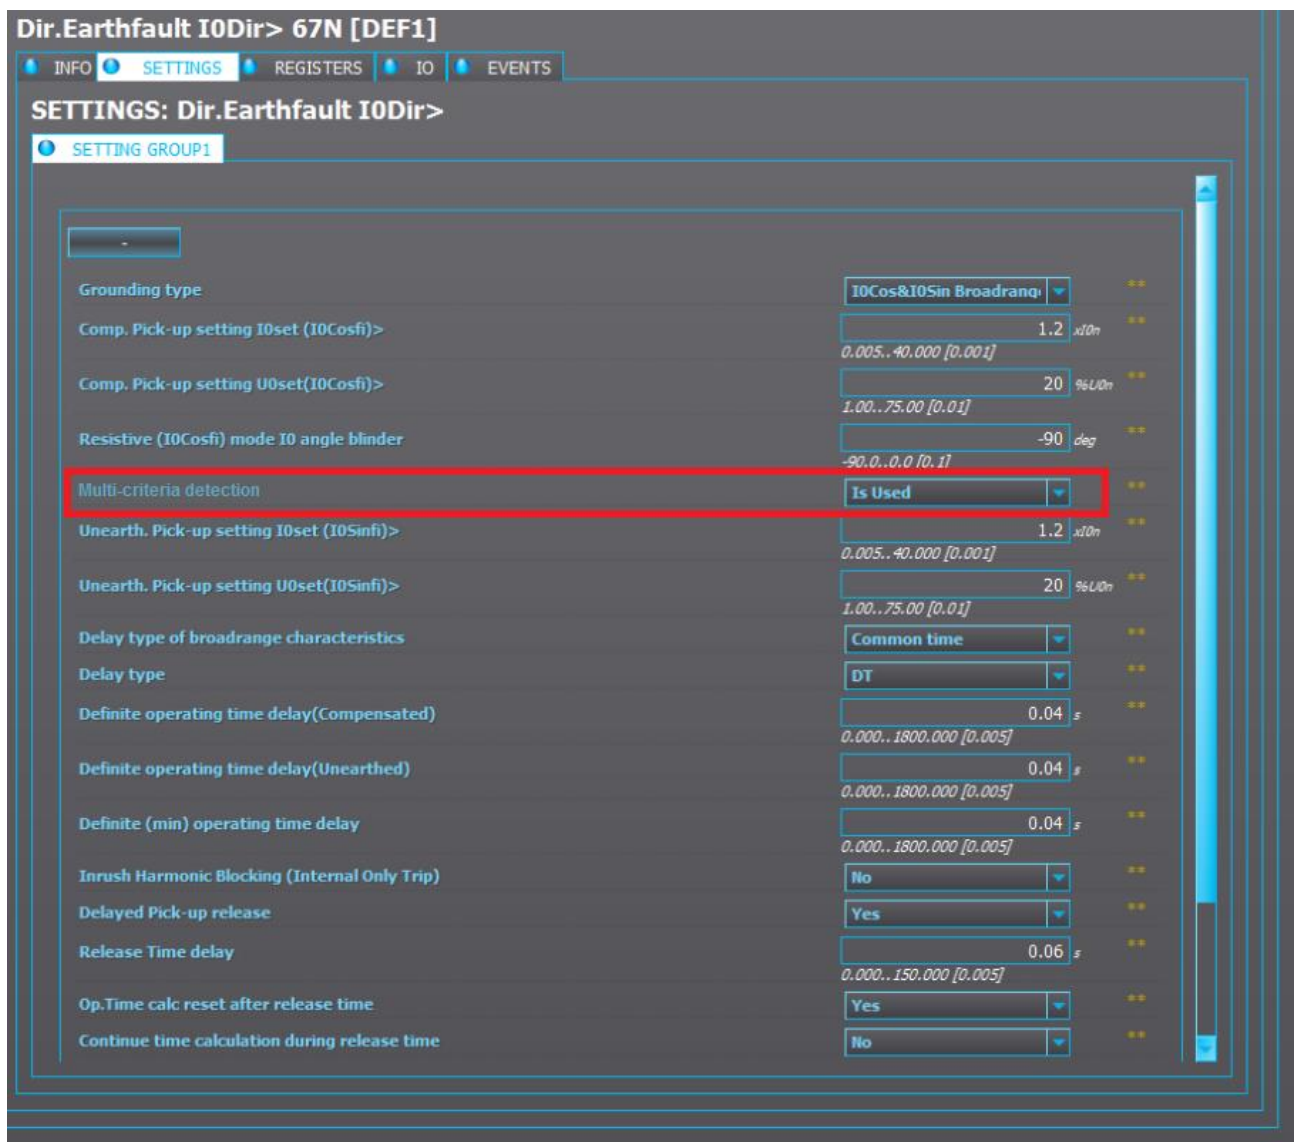 Dir.Earthfault I0Dir> 67N [DEF1]
INFO SETTINGS REGISTERS IO EVENTS
SETTINGS: Dir.Earthfault I0Dir>
SETTING GROUP1
-
Grounding type I0Cos&I0Sin Broadrang **
Comp. Pick-up setting I0set (I0Cosfi)> 1.2 xI0n **
0.005..40.000 [0.001]
Comp. Pick-up setting U0set(I0Cosfi)> 20 %U0n **
1.00..75.00 [0.01]
Resistive (I0Cosfi) mode I0 angle blinder -90 deg **
-90.0..0.0 [0.1]
Multi-criteria detection Is Used **
Unearth. Pick-up setting I0set (I0Sinfi)> 1.2 xI0n **
0.005..40.000 [0.001]
Unearth. Pick-up setting U0set(I0Sinfi)> 20 %U0n **
1.00..75.00 [0.01]
Delay type of broadrange characteristics Common time **
Delay type DT **
Definite operating time delay(Compensated) 0.04 s **
0.000..1800.000 [0.005]
Definite operating time delay(Unearthed) 0.04 s **
0.000..1800.000 [0.005]
Definite (min) operating time delay 0.04 s **
0.000..1800.000 [0.005]
Inrush Harmonic Blocking (Internal Only Trip) No **
Delayed Pick-up release Yes **
Release Time delay 0.06 s **
0.000..150.000 [0.005]
Op.Time calc reset after release time Yes **
Continue time calculation during release time No **